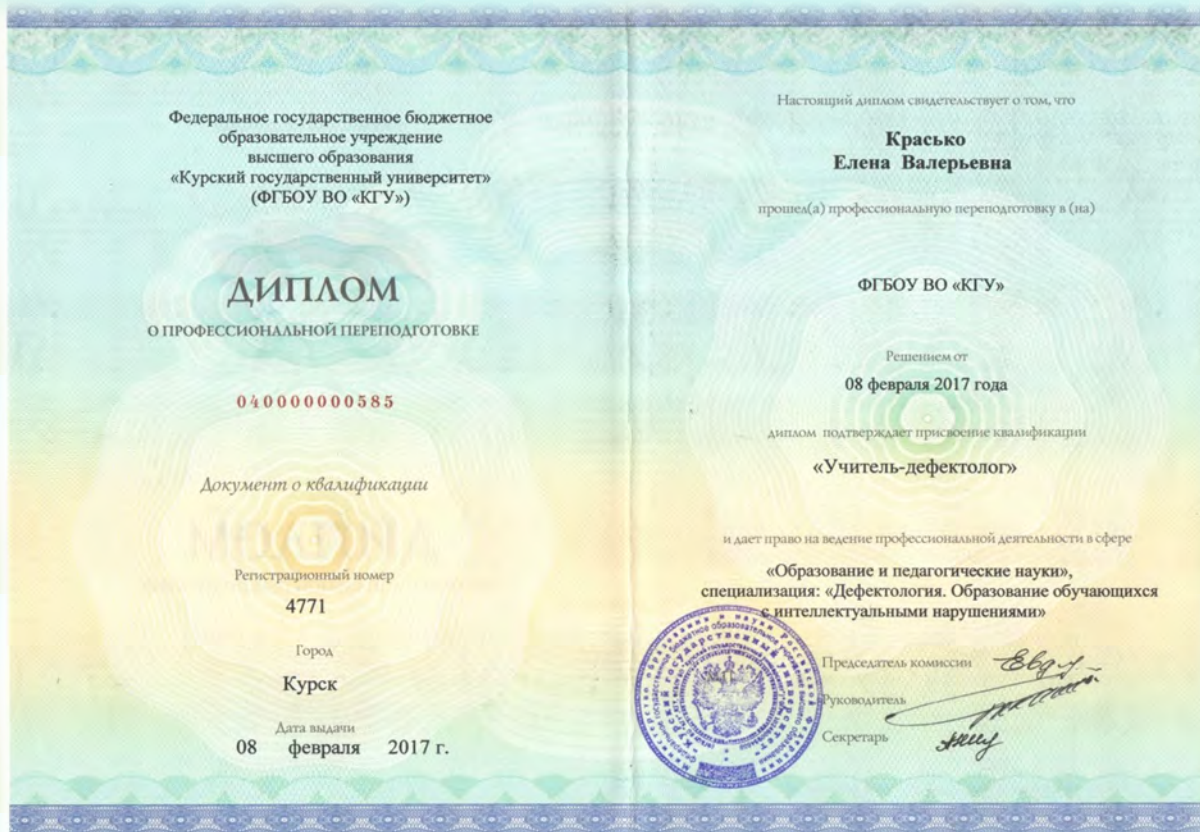 Федеральное государственное бюджетное
образовательное учреждение
высшего образования
«Курский государственный университет»
(ФГБОУ ВО «КГУ»)
ДИПЛОМ
О ПРОФЕССИОНАЛЬНОЙ ПЕРЕПОДГОТОВКЕ
040000000585
Документ о квалификации
Регистрационный номер
4771
Город
Курск
Дата выдачи
08 февраля 2017 г.
Настоящий диплом свидетельствует о том, что
Красько
Елена Валерьевна
прошел(а) профессиональную переподготовку в (на)
ФГБОУ ВО «КГУ»
Решением от
08 февраля 2017 года
диплом подтверждает присвоение квалификации
«Учитель-дефектолог»
и дает право на ведение профессиональной деятельности в сфере
«Образование и педагогические науки»,
специализация: «Дефектология. Образование обучающихся
с интеллектуальными нарушениями»
Председатель комиссии
Руководитель
Секретарь